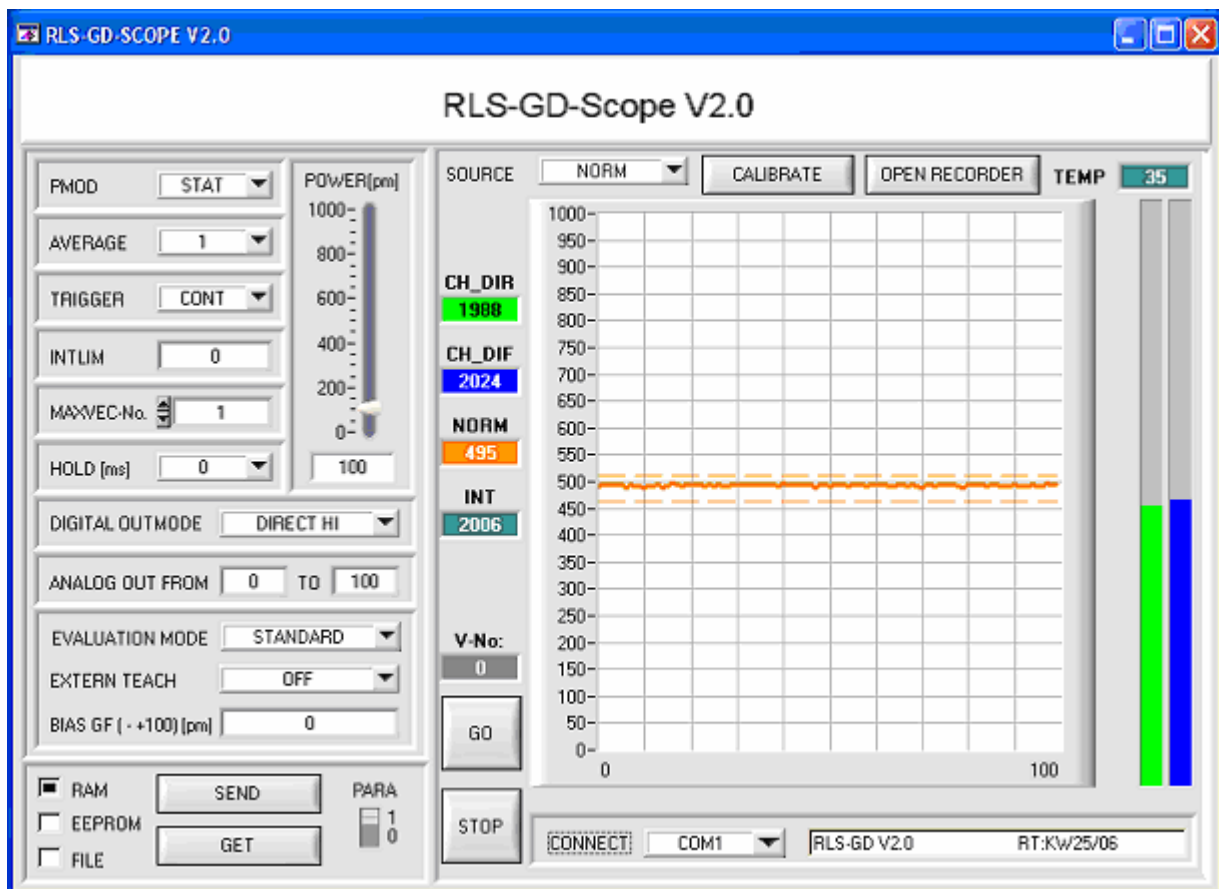 RLS-GD-SCOPE V2.0
RLS-GD-Scope V2.0
PMOD STAT
AVERAGE 1
TRIGGER CONT
INTLIM 0
MAXVEC-No. 1
HOLD [ms] 0
POWER[pm]
1000
800
600
400
200
0
100
DIGITAL OUTMODE DIRECT HI
ANALOG OUT FROM 0 TO 100
EVALUATION MODE STANDARD
EXTERN TEACH OFF
BIAS GF ( - +100) [pm] 0
RAM
EEPROM
FILE
SEND
GET
PARA
1
0
SOURCE NORM CALIBRATE OPEN RECORDER TEMP 35
CH_DIR
1988
CH_DIF
2024
NORM
495
INT
2006
V-No:
0
GO
STOP
1000
950
900
850
800
750
700
650
600
550
500
450
400
350
300
250
200
150
100
50
0
0 100
CONNECT COM1 RLS-GD V2.0 RT:KW25/06